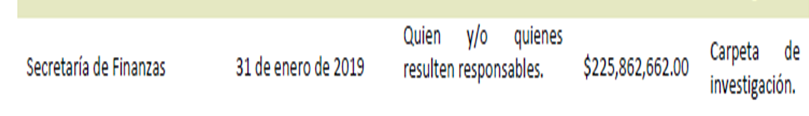 Secretaría de Finanzas
31 de enero de 2019
Quien y/o quienes
resulten responsables.
$225,862,662.00
Carpeta de
investigación.